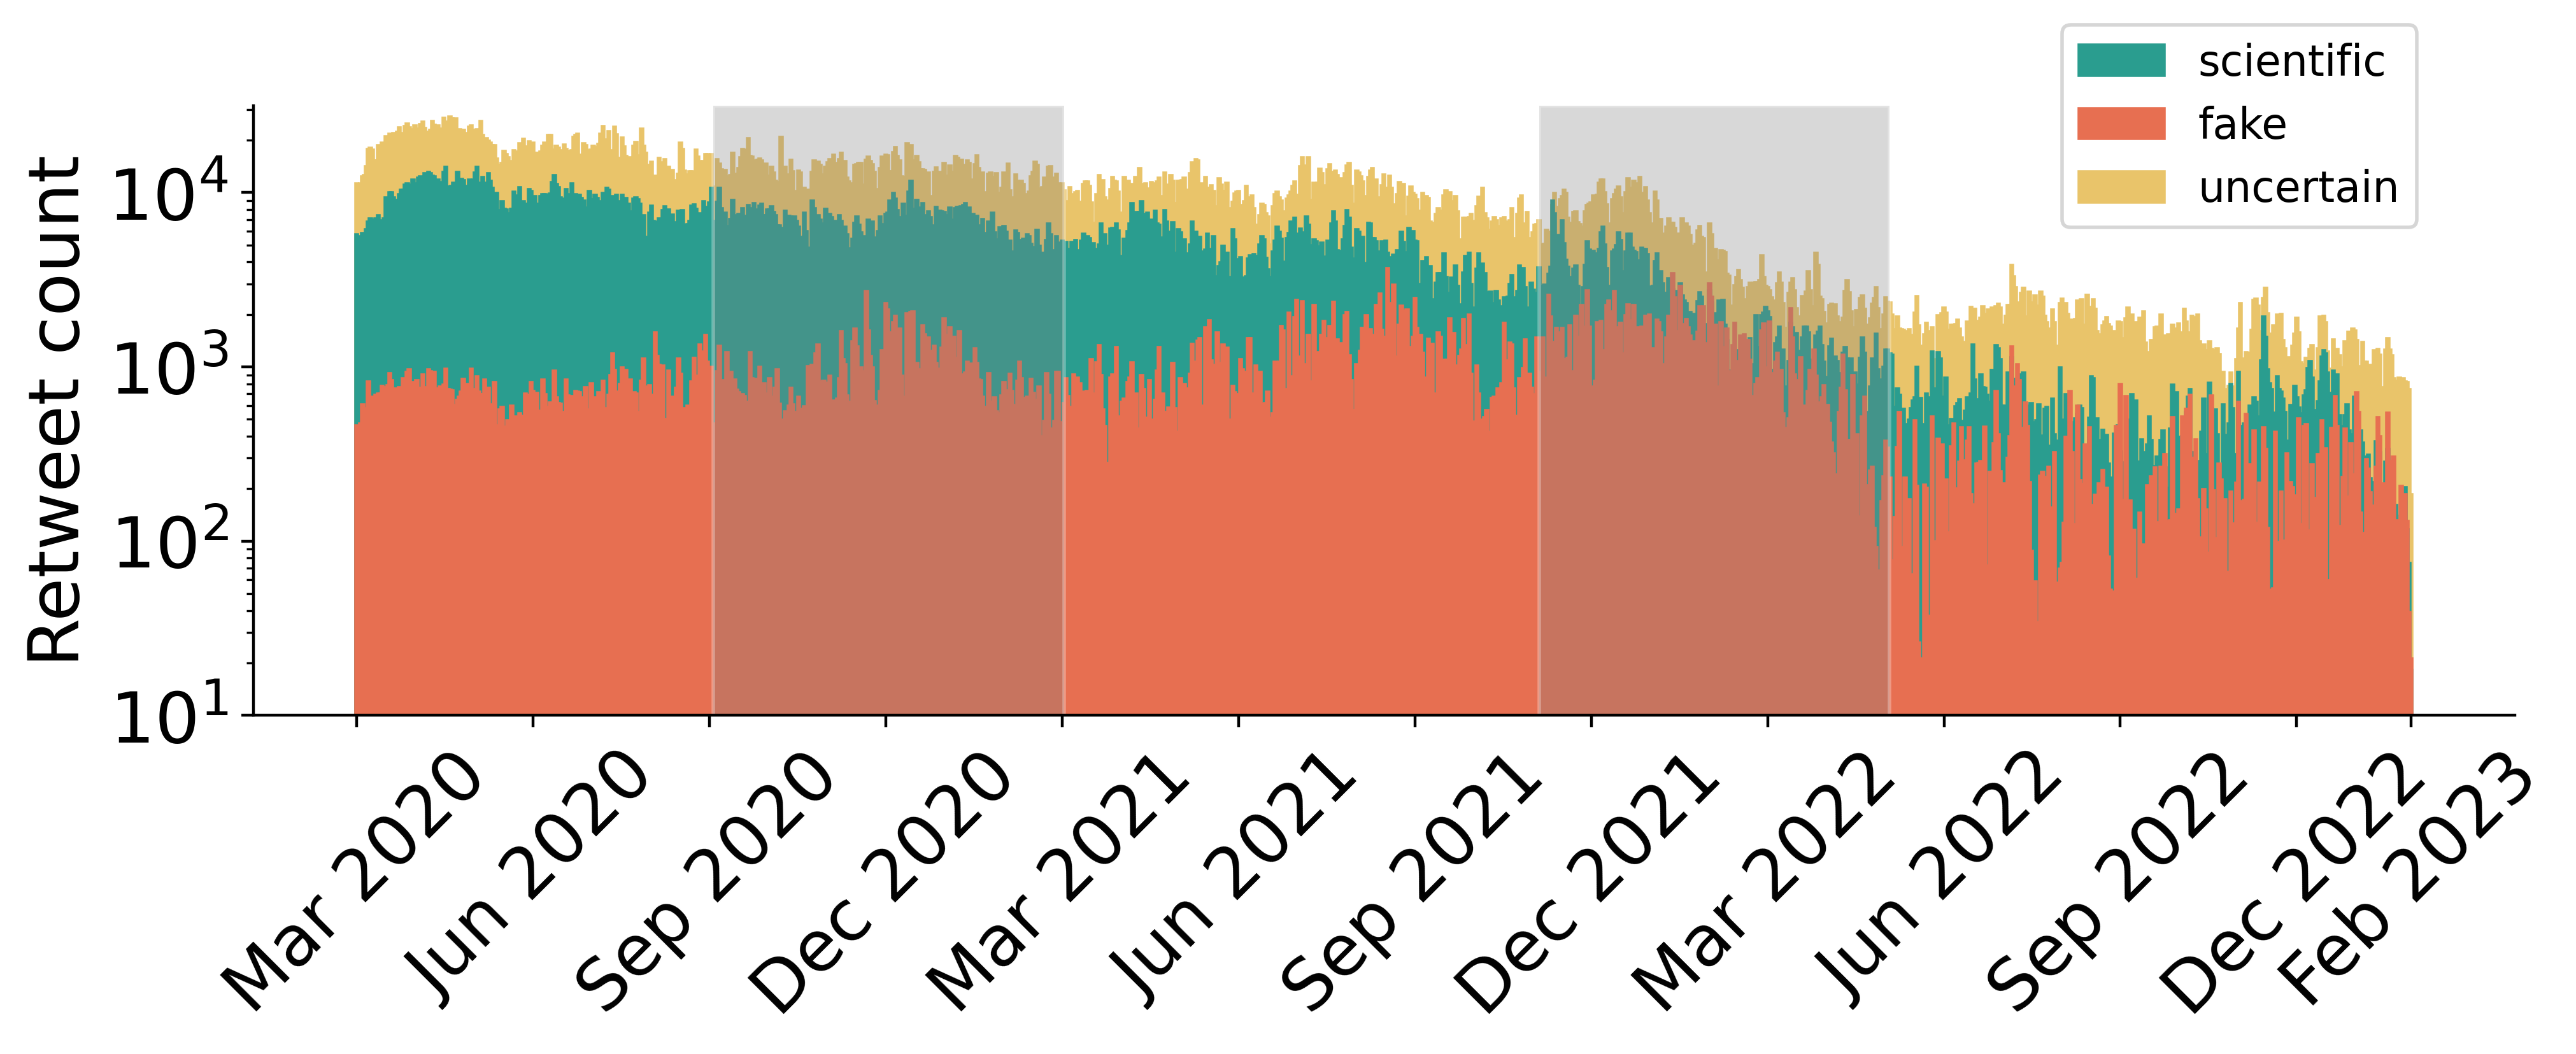 scientific
fake
uncertain
Retweet count
10⁴
10³
10²
10¹
Mar 2020
Jun 2020
Sep 2020
Dec 2020
Mar 2021
Jun 2021
Sep 2021
Dec 2021
Mar 2022
Jun 2022
Sep 2022
Dec 2022
Feb 2023